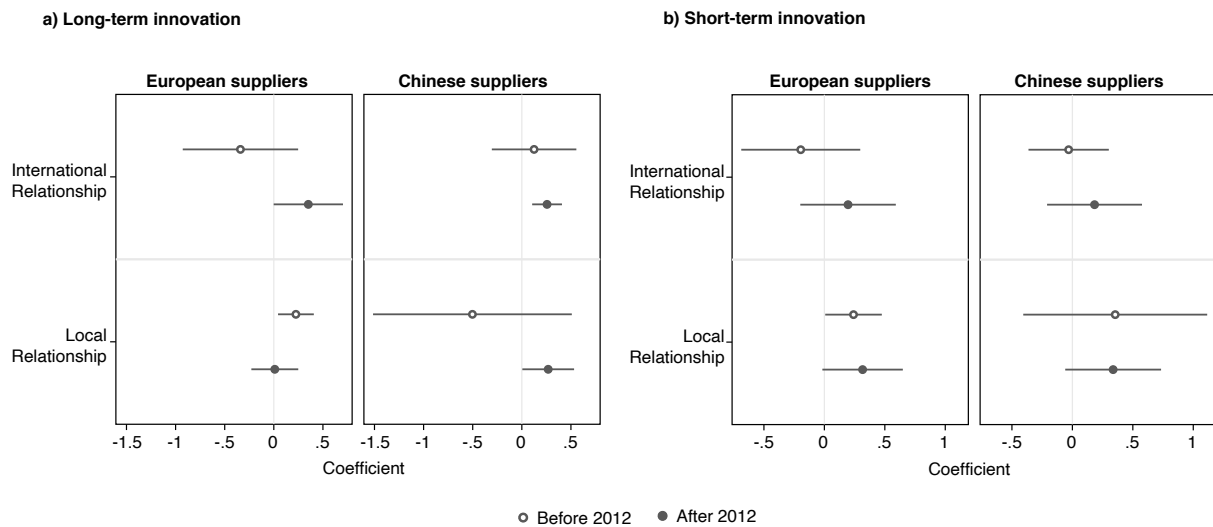 a) Long-term innovation
b) Short-term innovation
European suppliers
Chinese suppliers
European suppliers
Chinese suppliers
International
Relationship
Local
Relationship
International
Relationship
Local
Relationship
-1.5 -1 -.5 0 .5
-1.5 -1 -.5 0 .5
-.5 0 .5 1
-.5 0 .5 1
Coefficient
Coefficient
Before 2012
After 2012